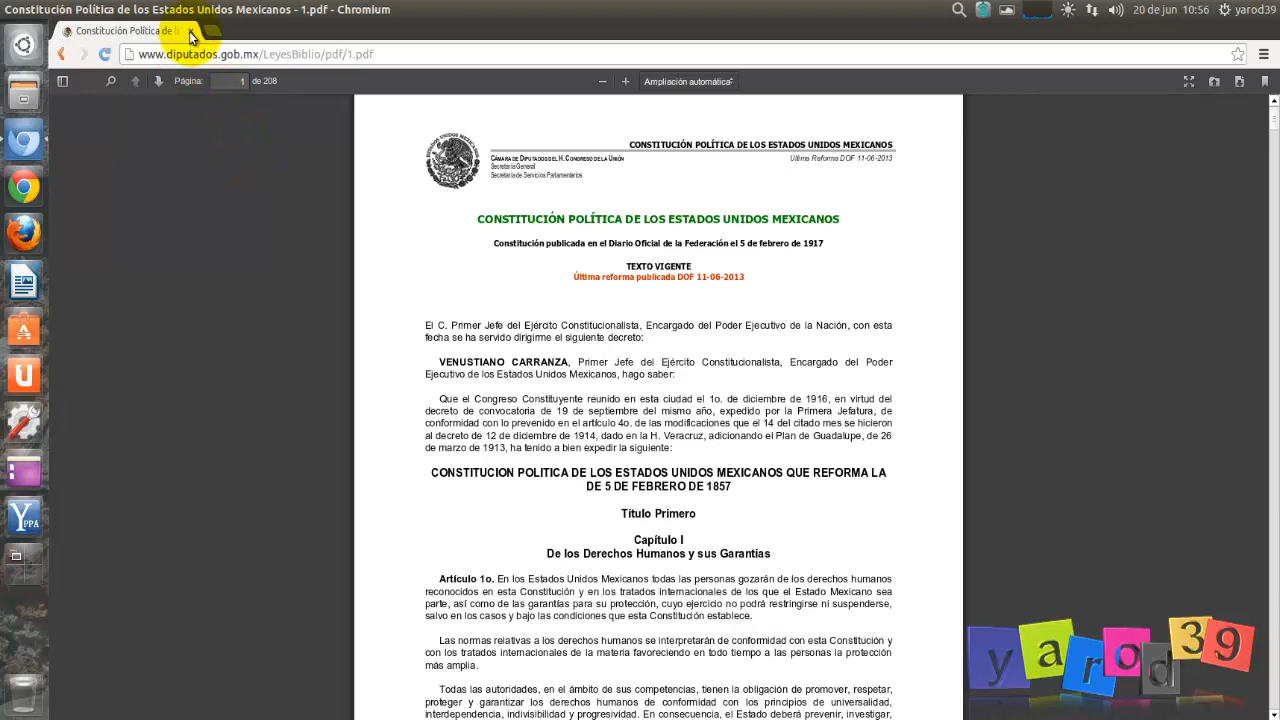 Constitución Política de los Estados Unidos Mexicanos - 1.pdf - Chromium
20 de jun 10:56 yarod39
Constitución Política de l
www.diputados.gob.mx/LeyesBiblio/pdf/1.pdf
Página: 1 de 208
Ampliación automática
CONSTITUCIÓN POLÍTICA DE LOS ESTADOS UNIDOS MEXICANOS
CÁMARA DE DIPUTADOS DEL H. CONGRESO DE LA UNIÓN
Última Reforma DOF 11-06-2013
Secretaría General
Secretaría de Servicios Parlamentarios
CONSTITUCIÓN POLÍTICA DE LOS ESTADOS UNIDOS MEXICANOS
Constitución publicada en el Diario Oficial de la Federación el 5 de febrero de 1917
TEXTO VIGENTE
Última reforma publicada DOF 11-06-2013
El C. Primer Jefe del Ejército Constitucionalista, Encargado del Poder Ejecutivo de la Nación, con esta
fecha se ha servido dirigirme el siguiente decreto:
VENUSTIANO CARRANZA, Primer Jefe del Ejército Constitucionalista, Encargado del Poder
Ejecutivo de los Estados Unidos Mexicanos, hago saber:
Que el Congreso Constituyente reunido en esta ciudad el 1o. de diciembre de 1916, en virtud del
decreto de convocatoria de 19 de septiembre del mismo año, expedido por la Primera Jefatura, de
conformidad con lo prevenido en el artículo 4o. de las modificaciones que el 14 del citado mes se hicieron
al decreto de 12 de diciembre de 1914, dado en la H. Veracruz, adicionando el Plan de Guadalupe, de 26
de marzo de 1913, ha tenido a bien expedir la siguiente:
CONSTITUCION POLITICA DE LOS ESTADOS UNIDOS MEXICANOS QUE REFORMA LA
DE 5 DE FEBRERO DE 1857
Título Primero
Capítulo I
De los Derechos Humanos y sus Garantías
Artículo 1o. En los Estados Unidos Mexicanos todas las personas gozarán de los derechos humanos
reconocidos en esta Constitución y en los tratados internacionales de los que el Estado Mexicano sea
parte, así como de las garantías para su protección, cuyo ejercicio no podrá restringirse ni suspenderse,
salvo en los casos y bajo las condiciones que esta Constitución establece.
Las normas relativas a los derechos humanos se interpretarán de conformidad con esta Constitución y
con los tratados internacionales de la materia favoreciendo en todo tiempo a las personas la protección
más amplia.
Todas las autoridades, en el ámbito de sus competencias, tienen la obligación de promover, respetar,
proteger y garantizar los derechos humanos de conformidad con los principios de universalidad,
interdependencia, indivisibilidad y progresividad. En consecuencia, el Estado deberá prevenir, investigar,
yarod39
Y PPA